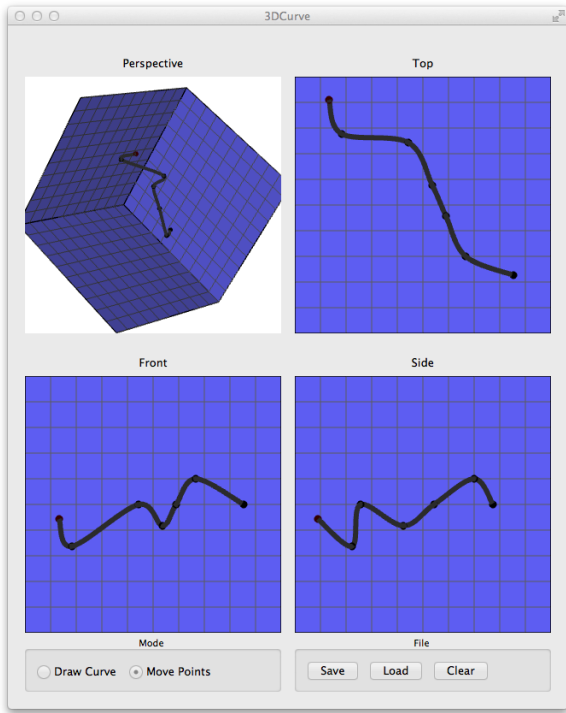 3DCurve
Perspective
Top
Front
Side
Mode
File
Draw Curve
Move Points
Save
Load
Clear